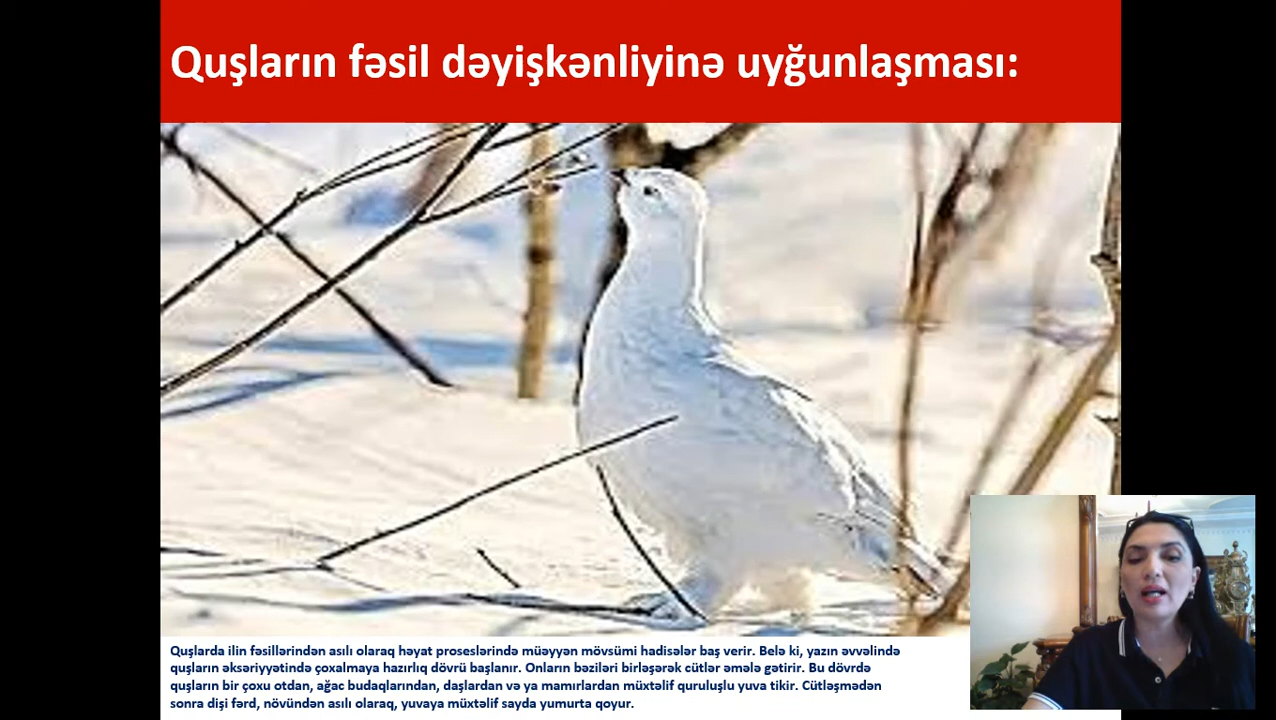 Quşların fəsil dəyişkənliyinə uyğunlaşması:
Quşlarda ilin fəsillərindən asılı olaraq həyat proseslərində müəyyən mövsümi hadisələr baş verir. Belə ki, yazın əvvəlində
quşların əksəriyyətində çoxalmaya hazırlıq dövrü başlanır. Onların bəziləri birləşərək cütlər əmələ gətirir. Bu dövrdə
quşların bir çoxu otdan, ağac budaqlarından, daşlardan və ya mamırlardan müxtəlif quruluşlu yuva tikir. Cütləşmədən
sonra dişi fərd, növündən asılı olaraq, yuvaya müxtəlif sayda yumurta qoyur.